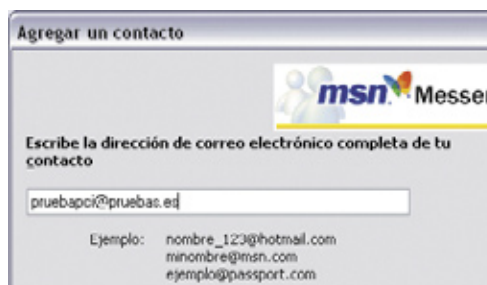 Agregar un contacto
msn Messe
Escribe la dirección de correo electrónico completa de tu
contacto
pruebapci@pruebas.es
Ejemplo: nombre_123@hotmail.com
minombre@msn.com
ejemplo@passport.com